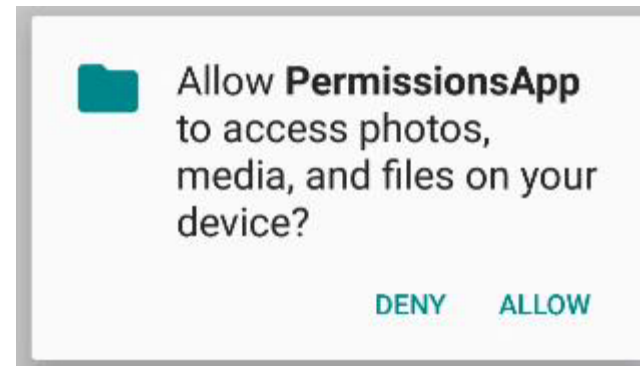 Allow PermissionsApp
to access photos,
media, and files on your
device?
DENY ALLOW